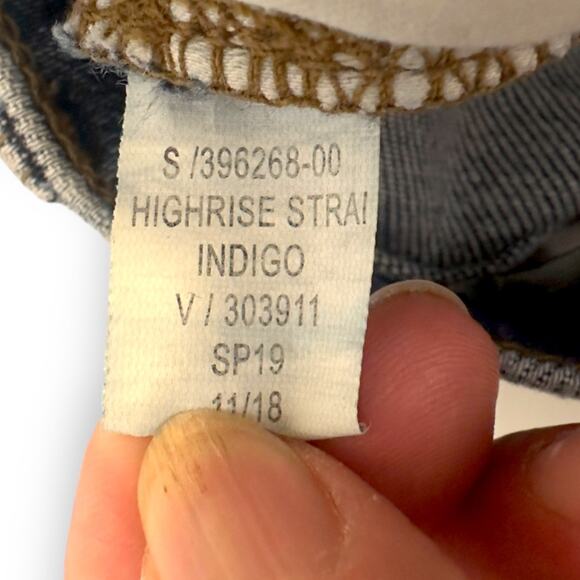 S /396268-00
HIGHRISE STRAI
INDIGO
V / 303911
SP19
11/18